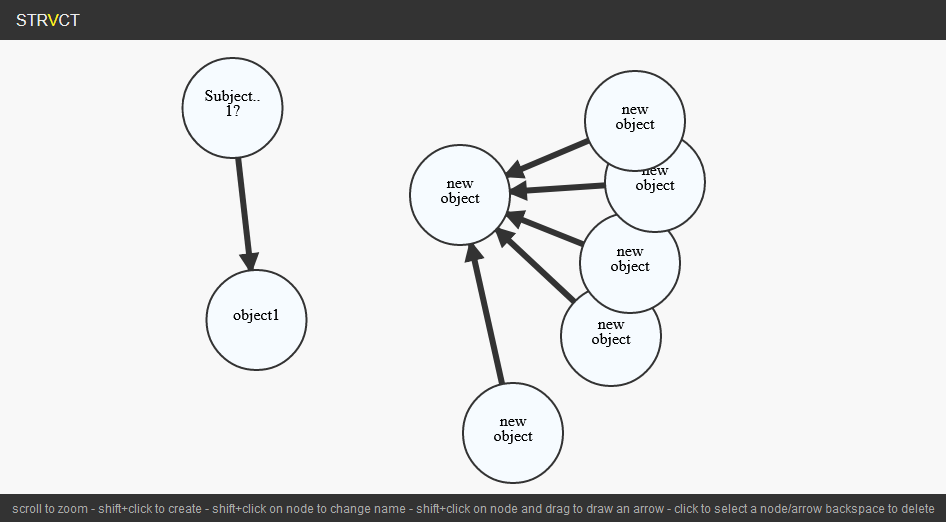 STRVCT
Subject..
1?
object1
new
object
new
object
new
object
new
object
new
object
new
object
scroll to zoom - shift+click to create - shift+click on node to change name - shift+click on node and drag to draw an arrow - click to select a node/arrow backspace to delete